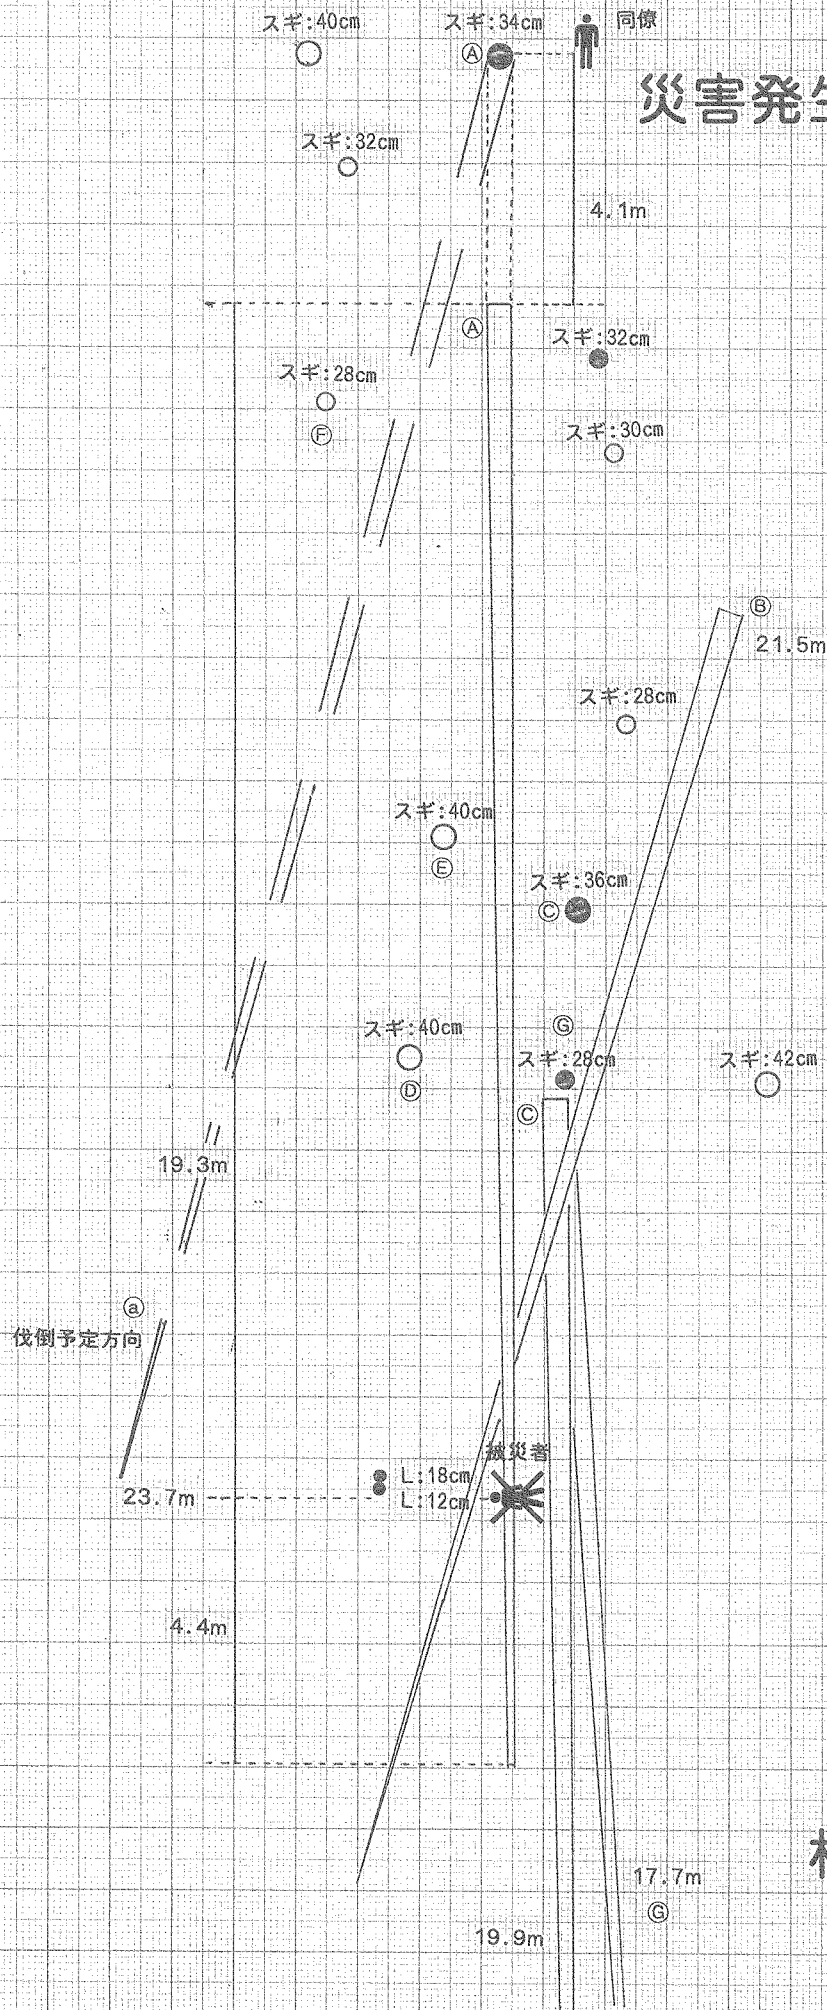 スギ:40cm
スギ:34cm
同僚
Ⓐ
災害発生
スギ:32cm
4.1m
Ⓐ
スギ:32cm
スギ:28cm
Ⓕ
スギ:30cm
Ⓑ
21.5m
スギ:28cm
スギ:40cm
Ⓔ
スギ:36cm
Ⓒ
Ⓖ
スギ:40cm
スギ:28cm
スギ:42cm
Ⓓ
Ⓒ
19.3m
ⓐ
伐倒予定方向
被災者
L:18cm
23.7m
L:12cm
4.4m
17.7m
Ⓖ
19.9m